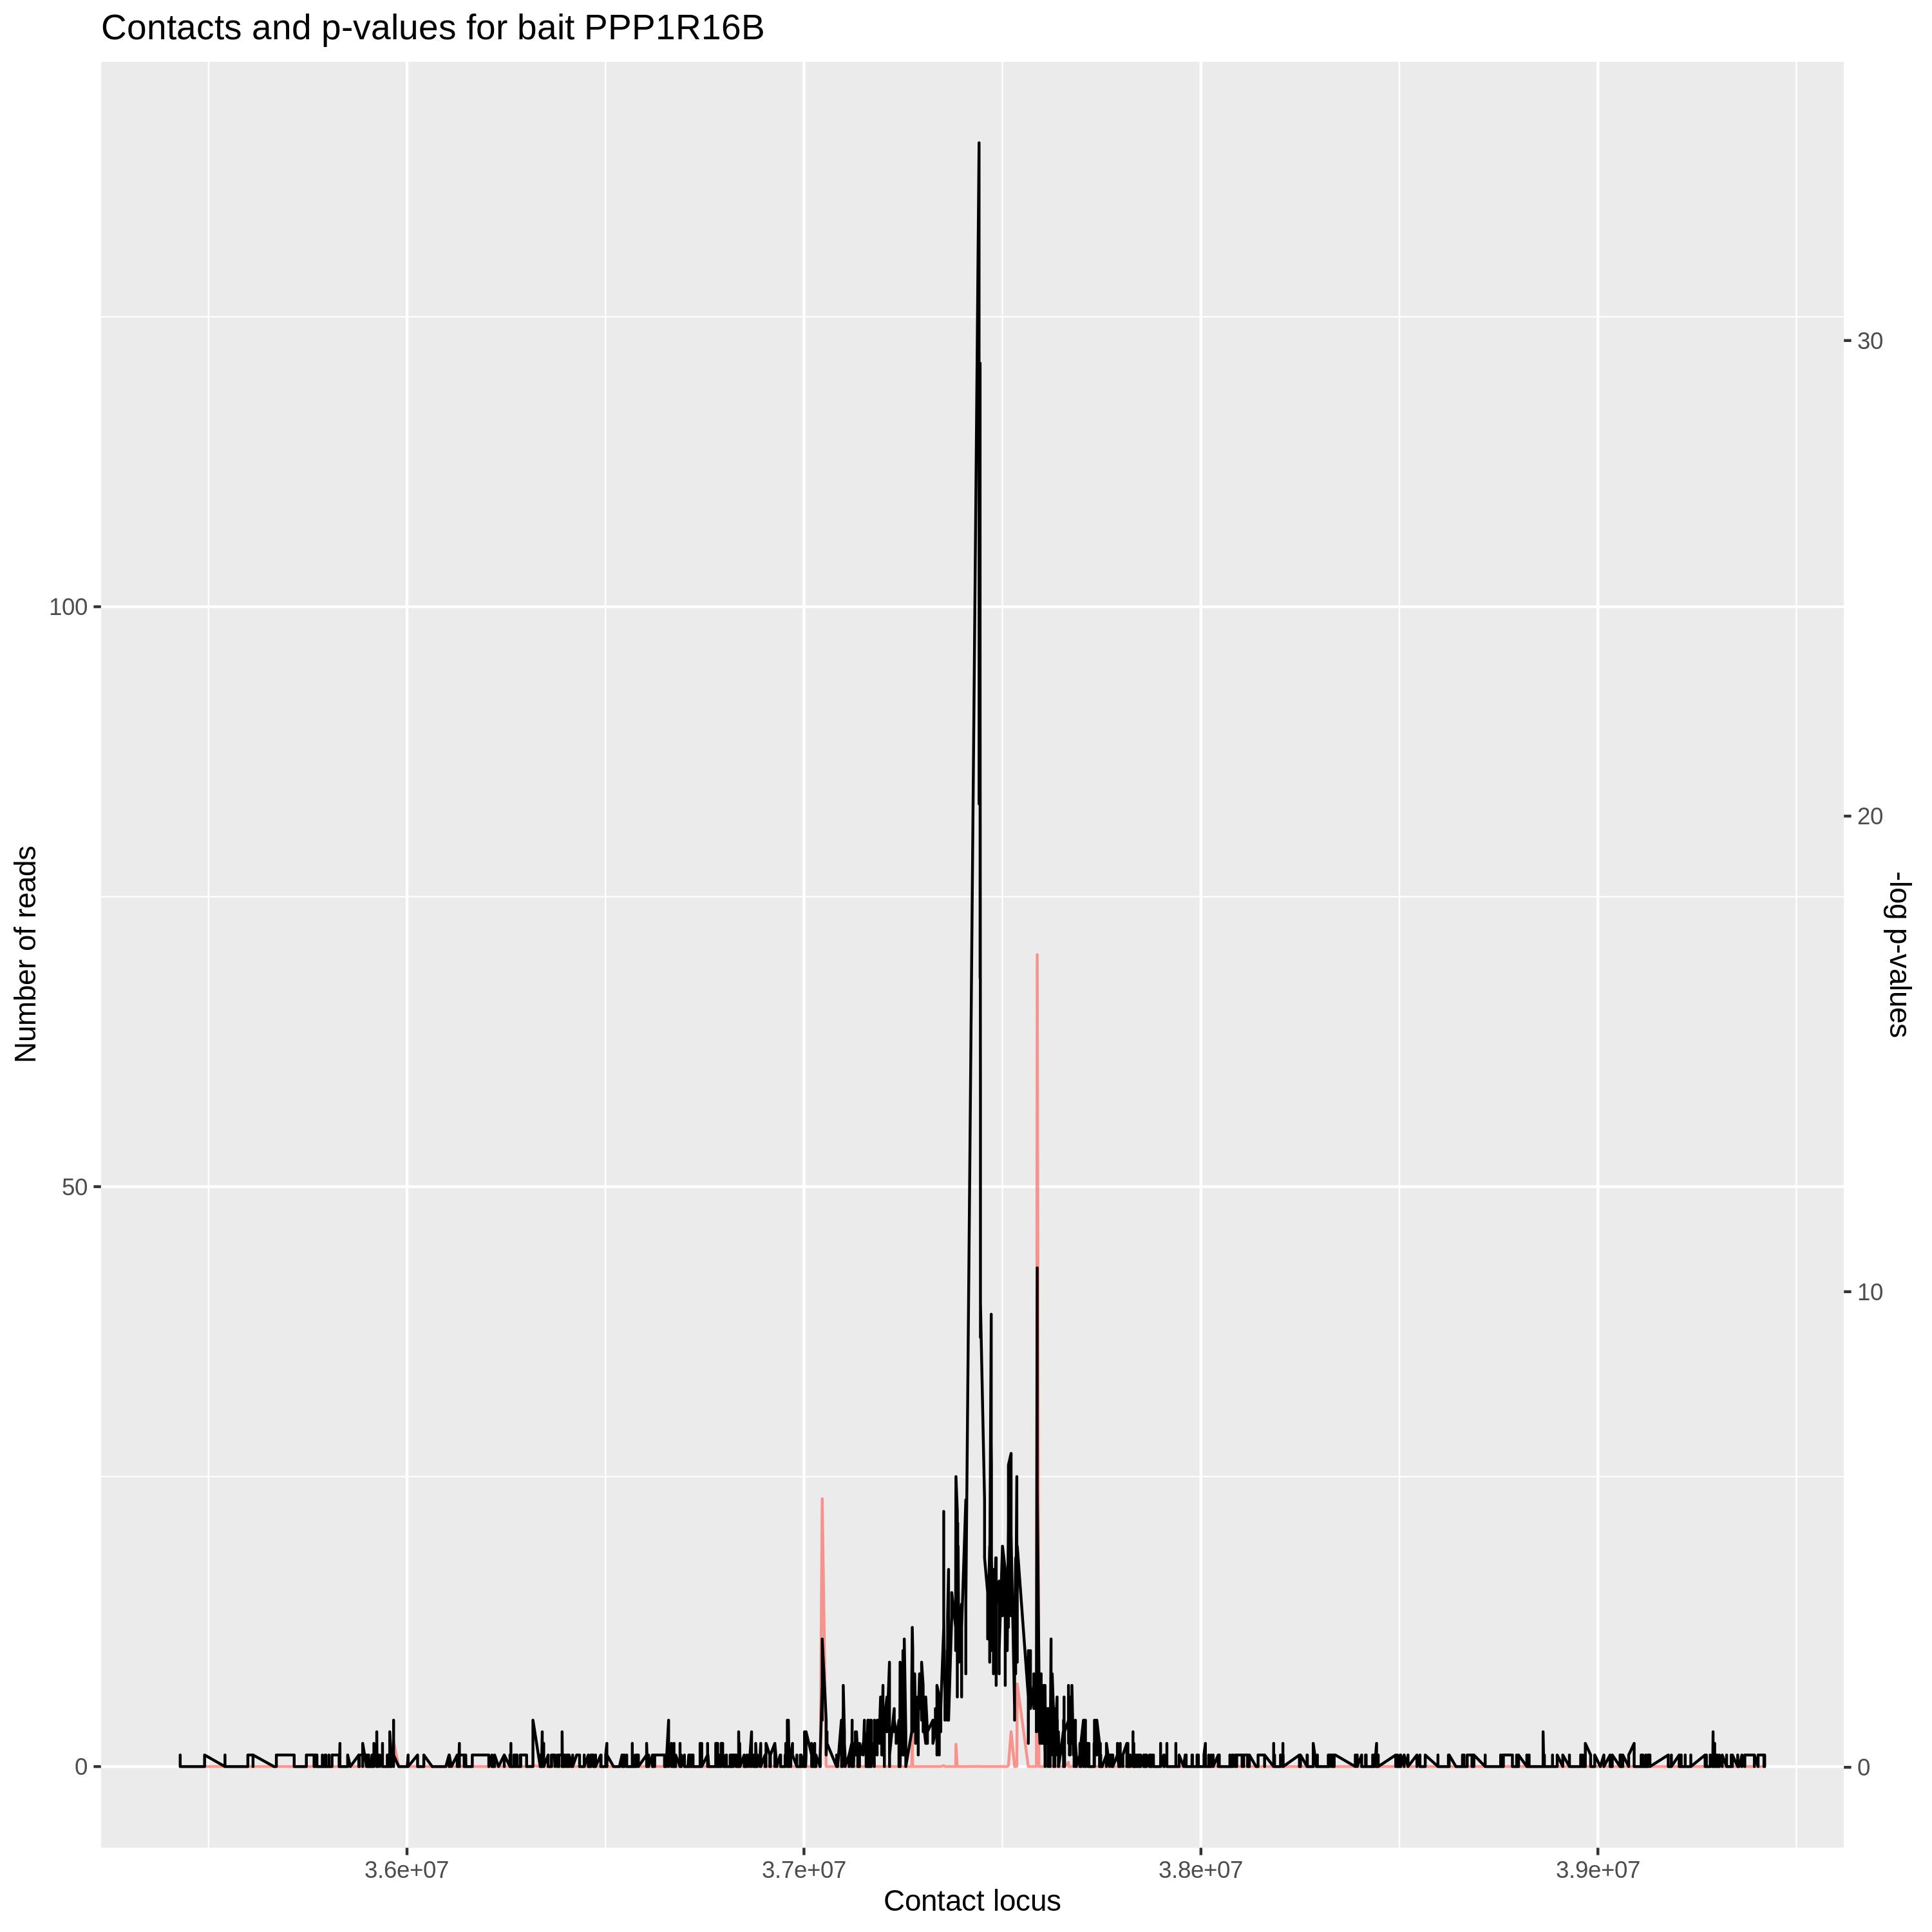 Contacts and p-values for bait PPP1R16B
Number of reads
100
50
0
30
20
10
0
-log p-values
3.6e+07
3.7e+07
3.8e+07
3.9e+07
Contact locus